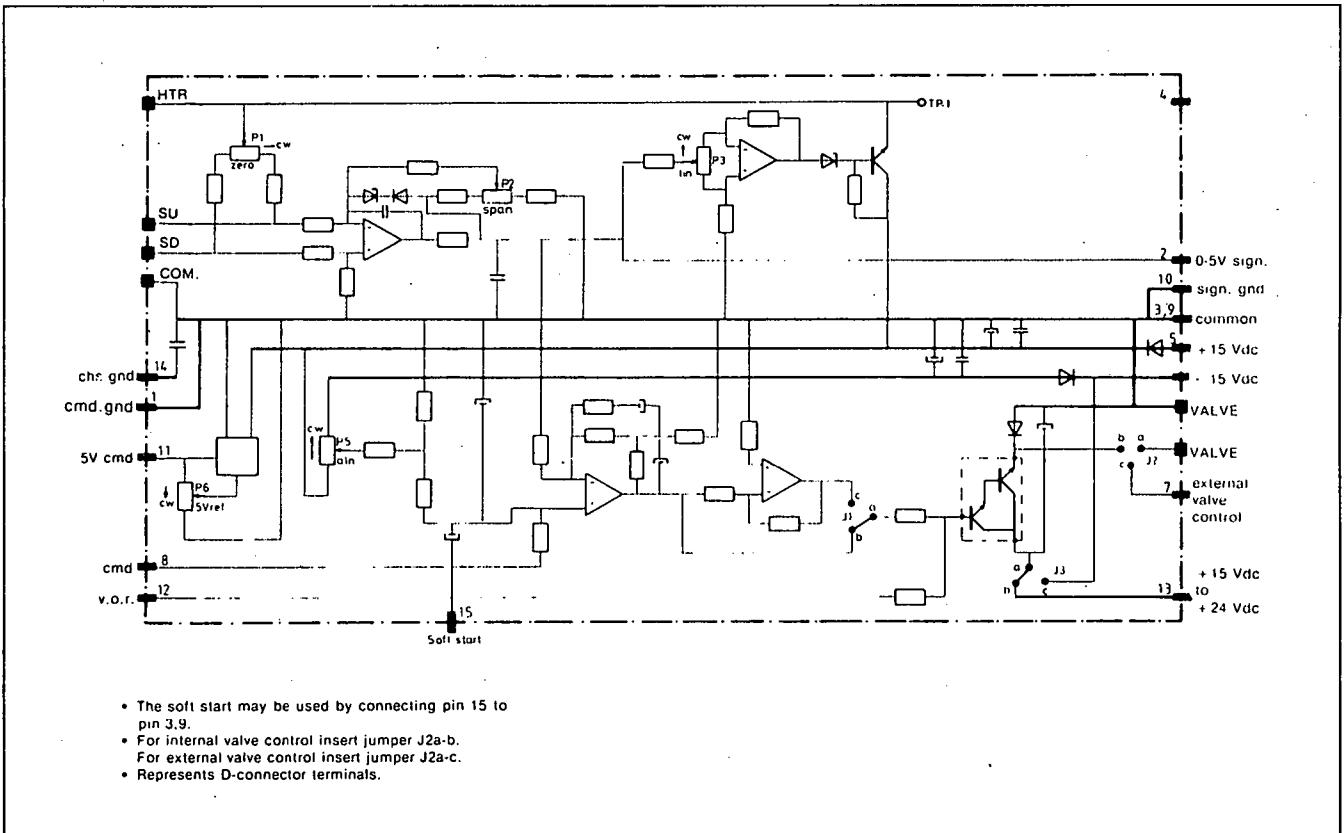 HTR
TP.1
4
P1
cw
zero
cw
P3
lin
P2
span
SU
SD
COM.
2
0-5V sign.
10
sign. gnd
3,9
common
5
+ 15 Vdc
- 15 Vdc
14
chs gnd
1
cmd.gnd
VALVE
cw
P5
b
a
J2
VALVE
11
5V cmd
c
7
external
valve
control
P6
cw
5Vref
c
J1
a
b
8
cmd
a
J3
c
13
+ 15 Vdc
to
+ 24 Vdc
12
v.o.r.
15
Soft start
• The soft start may be used by connecting pin 15 to
pin 3,9.
• For internal valve control insert jumper J2a-b.
For external valve control insert jumper J2a-c.
• Represents D-connector terminals.